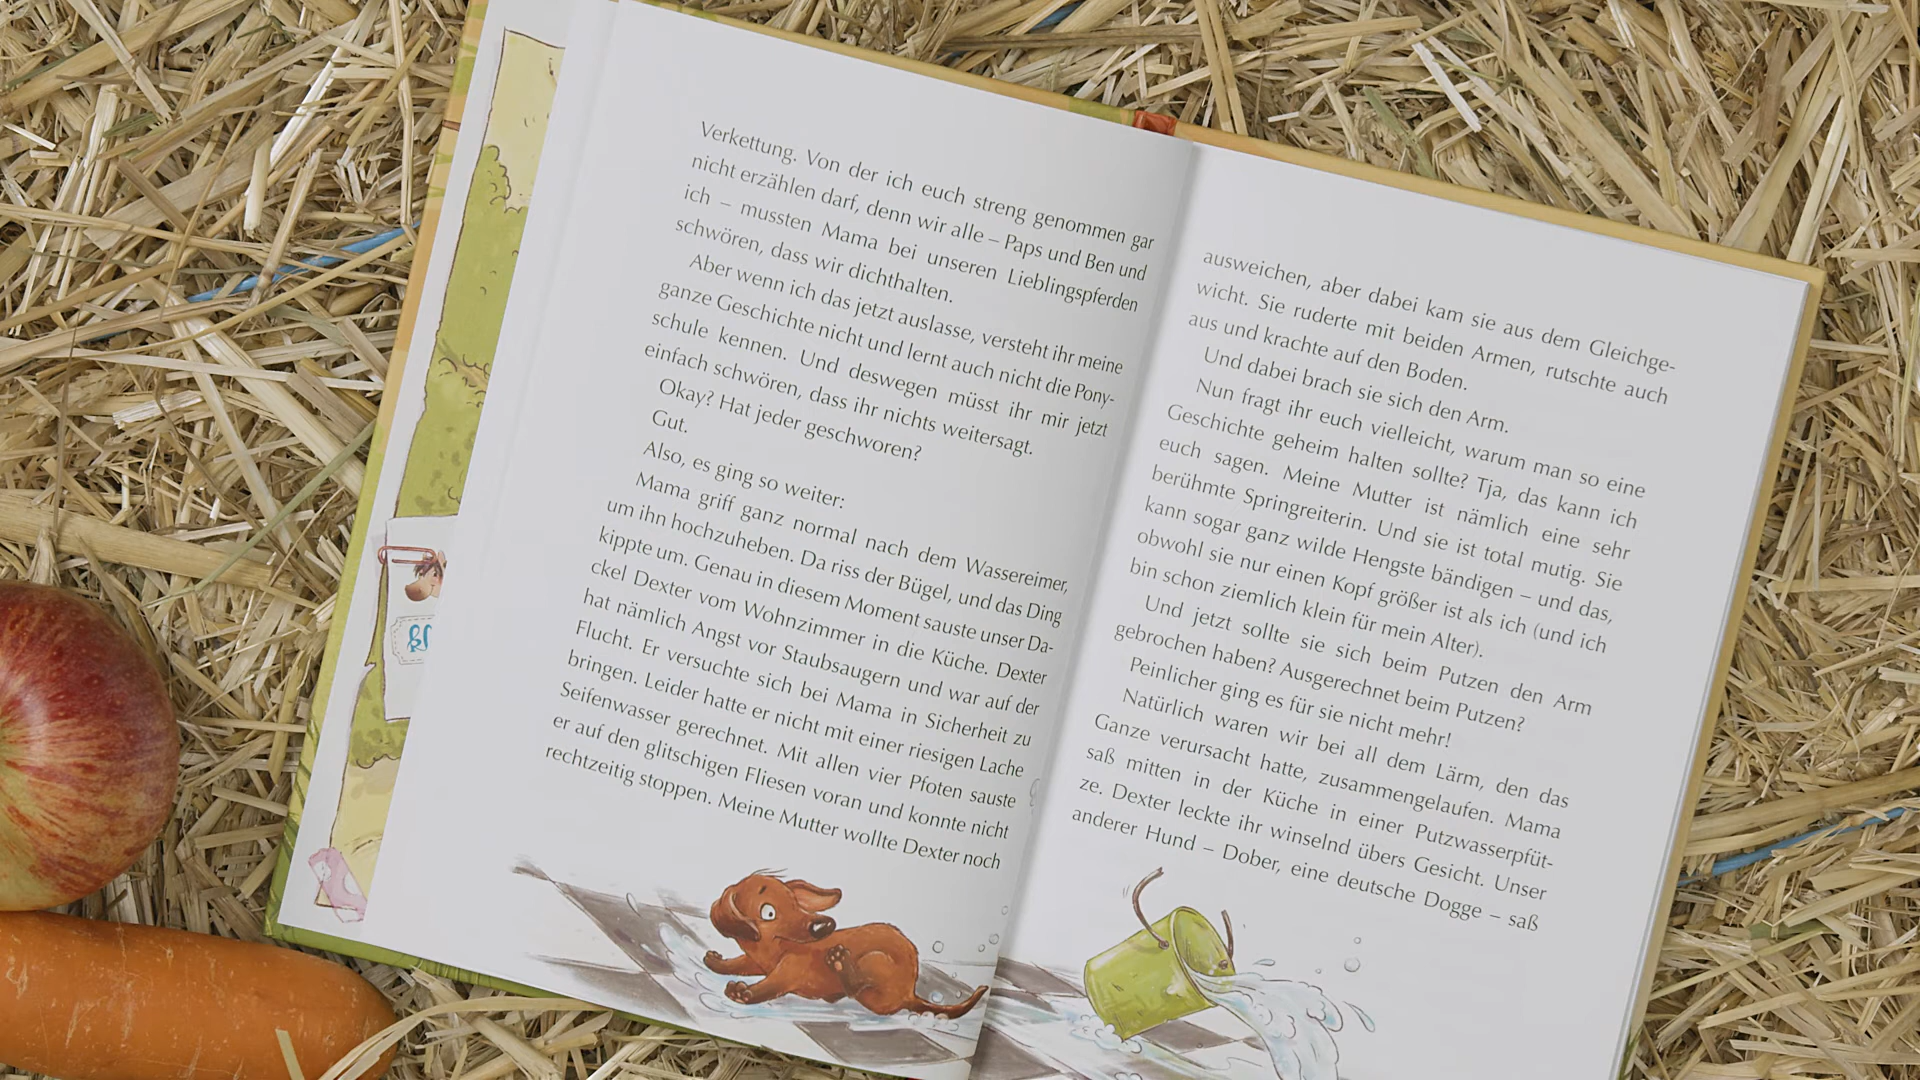 Verkettung. Von der ich euch streng genommen gar
nicht erzählen darf, denn wir alle – Paps und Ben und
ich – mussten Mama bei unseren Lieblingspferden
schwören, dass wir dichthalten.
Aber wenn ich das jetzt auslasse, versteht ihr meine
ganze Geschichte nicht und lernt auch nicht die Pony-
schule kennen. Und deswegen müsst ihr mir jetzt
einfach schwören, dass ihr nichts weitersagt.
Okay? Hat jeder geschworen?
Gut.
Also, es ging so weiter:
Mama griff ganz normal nach dem Wassereimer,
um ihn hochzuheben. Da riss der Bügel, und das Ding
kippte um. Genau in diesem Moment sauste unser Da-
ckel Dexter vom Wohnzimmer in die Küche. Dexter
hat nämlich Angst vor Staubsaugern und war auf der
Flucht. Er versuchte sich bei Mama in Sicherheit zu
bringen. Leider hatte er nicht mit einer riesigen Lache
Seifenwasser gerechnet. Mit allen vier Pfoten sauste
er auf den glitschigen Fliesen voran und konnte nicht
rechtzeitig stoppen. Meine Mutter wollte Dexter noch
ausweichen, aber dabei kam sie aus dem Gleichge-
wicht. Sie ruderte mit beiden Armen, rutschte auch
aus und krachte auf den Boden.
Und dabei brach sie sich den Arm.
Nun fragt ihr euch vielleicht, warum man so eine
Geschichte geheim halten sollte? Tja, das kann ich
euch sagen. Meine Mutter ist nämlich eine sehr
berühmte Springreiterin. Und sie ist total mutig. Sie
kann sogar ganz wilde Hengste bändigen – und das,
obwohl sie nur einen Kopf größer ist als ich (und ich
bin schon ziemlich klein für mein Alter).
Und jetzt sollte sie sich beim Putzen den Arm
gebrochen haben? Ausgerechnet beim Putzen?
Peinlicher ging es für sie nicht mehr!
Natürlich waren wir bei all dem Lärm, den das
Ganze verursacht hatte, zusammengelaufen. Mama
saß mitten in der Küche in einer Putzwasserpfüt-
ze. Dexter leckte ihr winselnd übers Gesicht. Unser
anderer Hund – Dober, eine deutsche Dogge – saß